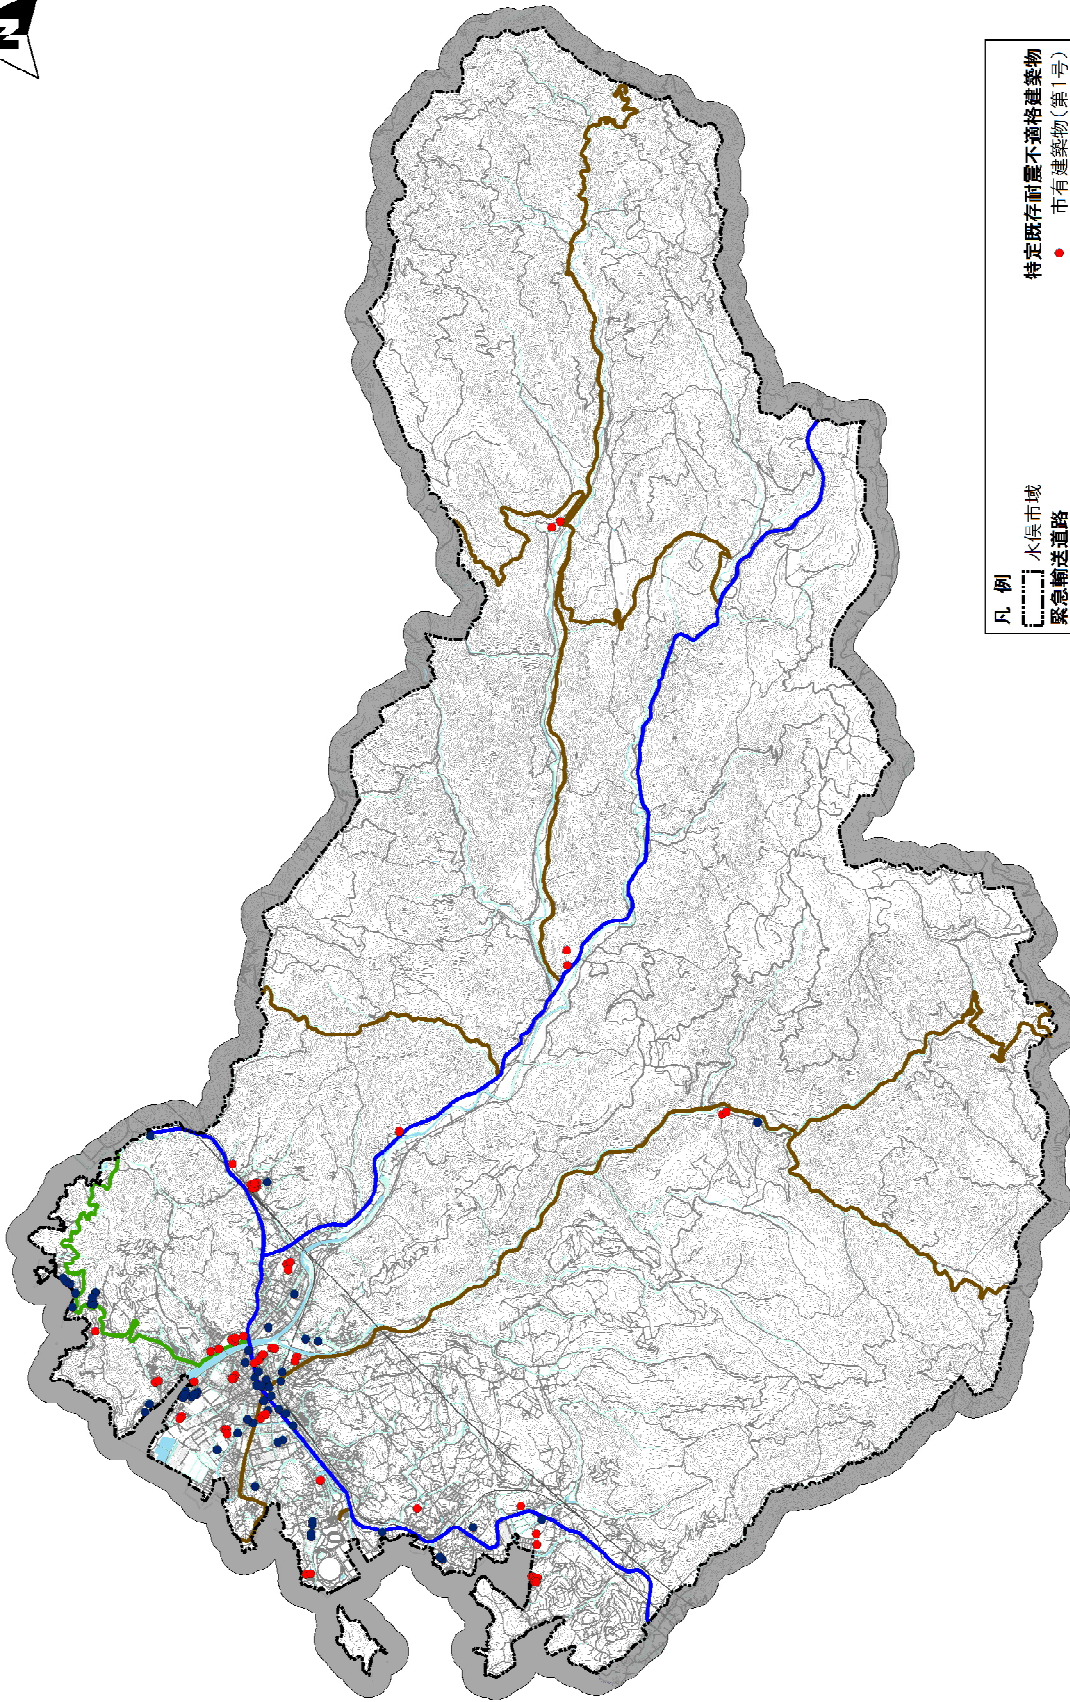 N
凡 例
水俣市域
緊急輸送道路
特定既存耐震不適格建築物
市有建築物(第1号)